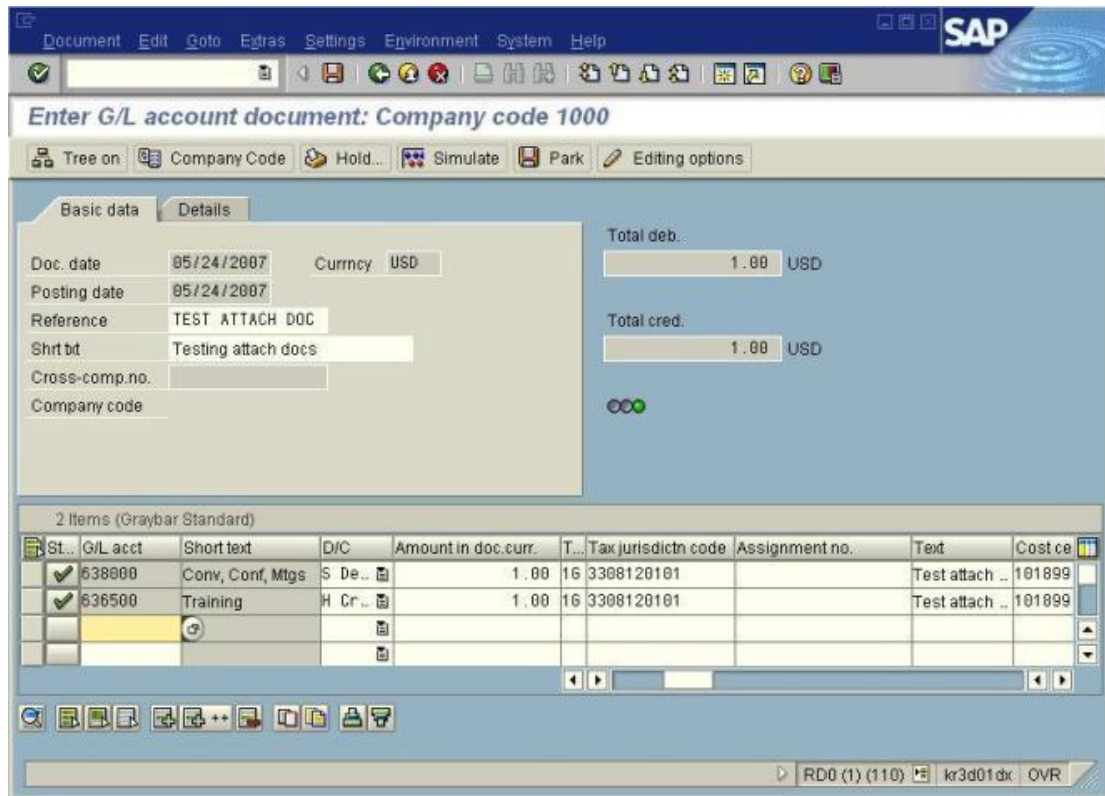 Document Edit Goto Extras Settings Environment System Help
SAP
Enter G/L account document: Company code 1000
Tree on Company Code Hold... Simulate Park Editing options
Basic data Details
Total deb.
Doc. date 05/24/2007 Currncy USD 1.00 USD
Posting date 05/24/2007
Reference TEST ATTACH DOC Total cred.
Shrt txt Testing attach docs 1.00 USD
Cross-comp.no.
Company code
2 Items (Graybar Standard)
St... G/L acct Short text D/C Amount in doc.curr. T... Tax jurisdictn code Assignment no. Text Cost ce
638000 Conv, Conf, Mtgs S De.. 1.00 1G 3308120101 Test attach .. 101899
636500 Training H Cr.. 1.00 1G 3308120101 Test attach .. 101899
RD0 (1) (110) kr3d01dx OVR